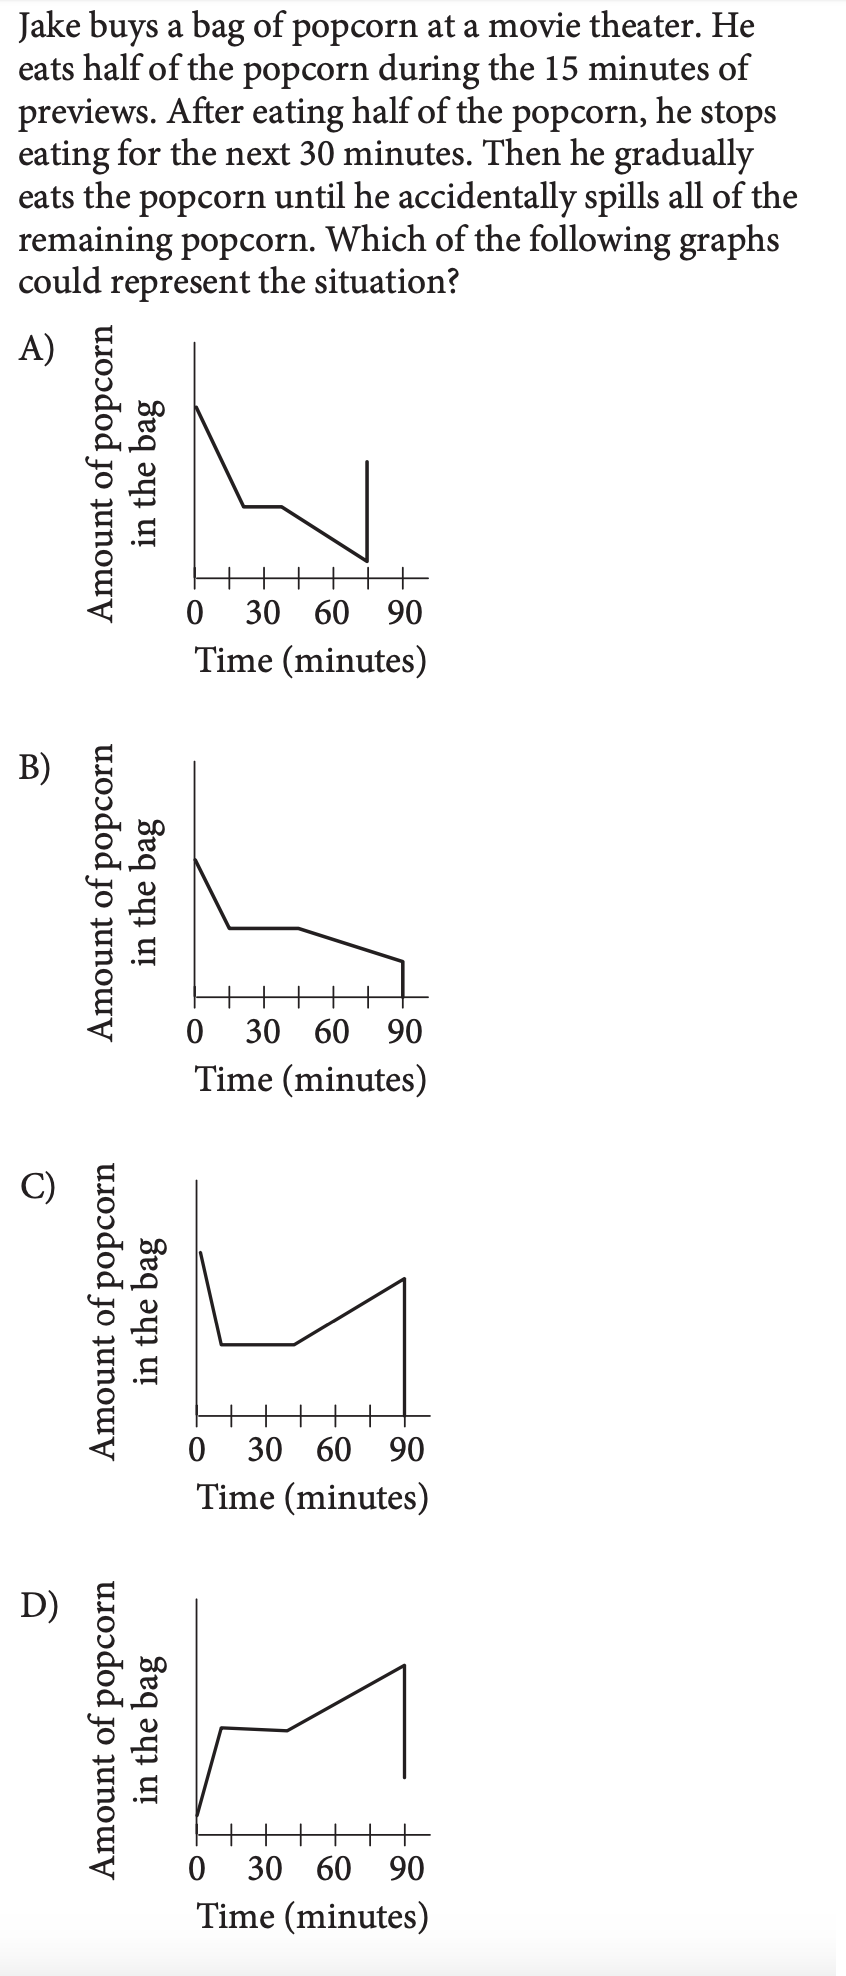 Jake buys a bag of popcorn at a movie theater. He
eats half of the popcorn during the 15 minutes of
previews. After eating half of the popcorn, he stops
eating for the next 30 minutes. Then he gradually
eats the popcorn until he accidentally spills all of the
remaining popcorn. Which of the following graphs
could represent the situation?
A)
Amount of popcorn
in the bag
0 30 60 90
Time (minutes)
B)
Amount of popcorn
in the bag
0 30 60 90
Time (minutes)
C)
Amount of popcorn
in the bag
0 30 60 90
Time (minutes)
D)
Amount of popcorn
in the bag
0 30 60 90
Time (minutes)